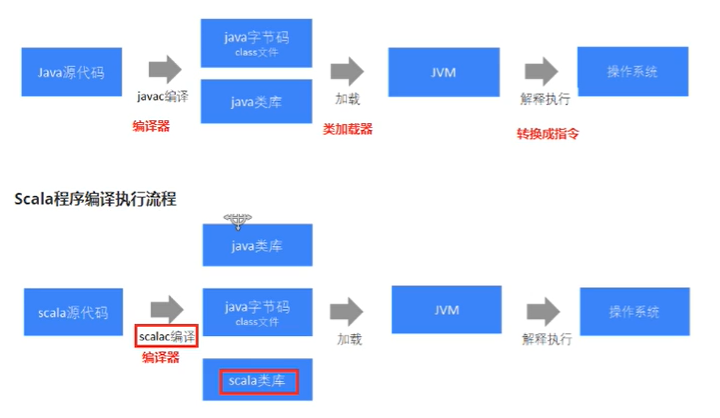 java字节码
class文件
Java源代码
javac编译
编译器
java类库
加载
类加载器
JVM
解释执行
转换成指令
操作系统
Scala程序编译执行流程
java类库
scala源代码
scalac编译
编译器
java字节码
class文件
scala类库
加载
JVM
解释执行
操作系统